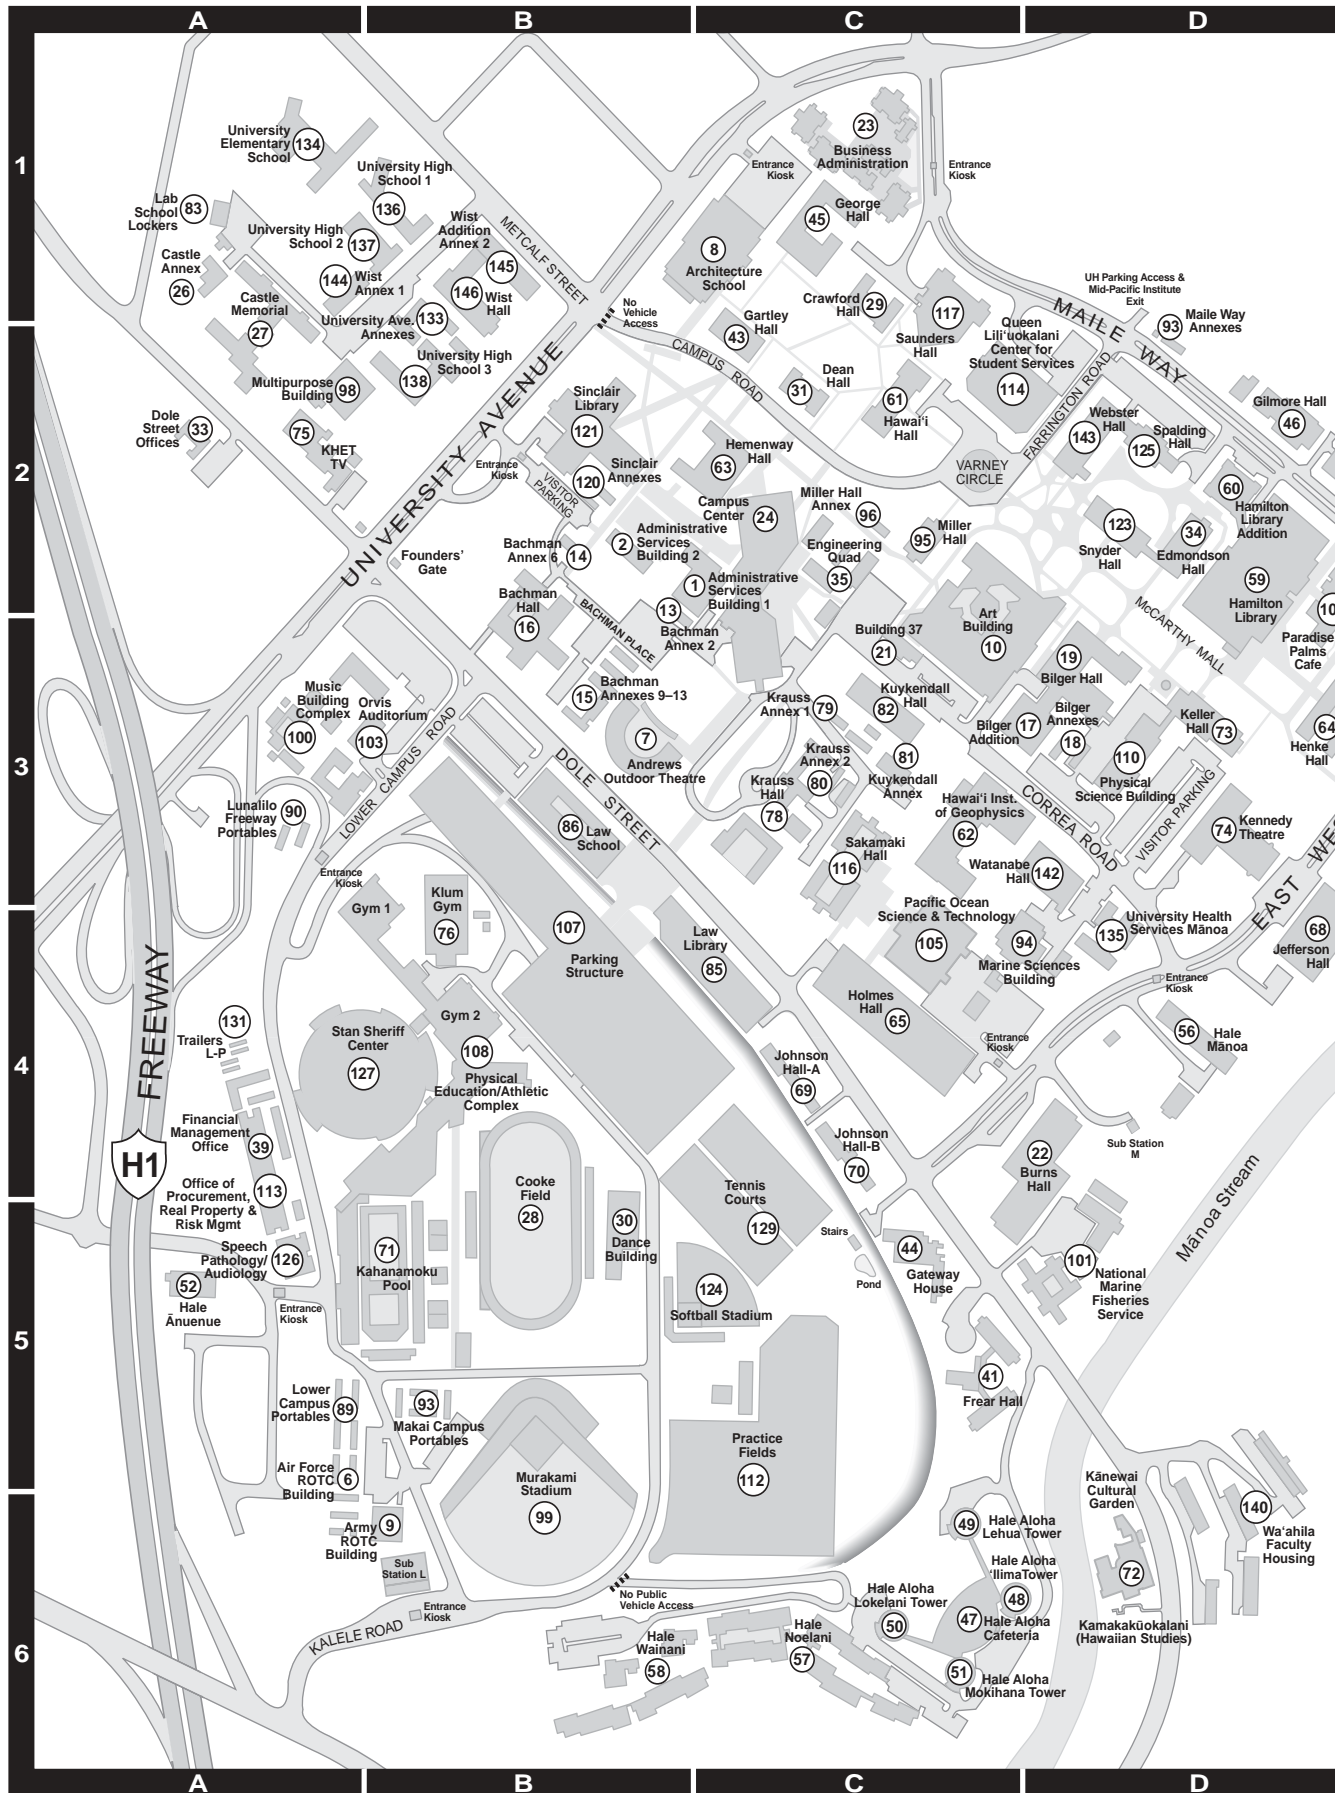 A
B
C
D
1
2
3
4
5
6
University
Elementary
School
134
University High
School 1
136
Lab
School
Lockers
83
University High
School 2
137
Wist
Addition
Annex 2
145
METCALF STREET
Castle
Annex
26
144
Wist
Annex 1
146
Wist
Hall
Castle
Memorial
27
University Ave.
Annexes
133
University High
School 3
138
Multipurpose
Building
98
Dole
Street
Offices
33
75
KHET
TV
UNIVERSITY AVENUE
23
Business
Administration
Entrance
Kiosk
Entrance
Kiosk
George
Hall
45
8
Architecture
School
No
Vehicle
Access
Crawford
Hall
29
117
Saunders
Hall
Gartley
Hall
43
CAMPUS ROAD
Dean
Hall
31
61
Hawai‘i
Hall
Queen
Lili‘uokalani
Center for
Student Services
114
UH Parking Access &
Mid-Pacific Institute
Exit
MAILE WAY
93
Maile Way
Annexes
FARRINGTON ROAD
Webster
Hall
143
Spalding
Hall
125
Gilmore Hall
46
Sinclair
Library
121
Entrance
Kiosk
VISITOR
PARKING
Sinclair
Annexes
120
Hemenway
Hall
63
VARNEY
CIRCLE
Campus
Center
24
Miller Hall
Annex
96
Miller
Hall
95
60
Hamilton
Library
Addition
123
Snyder
Hall
34
Edmondson
Hall
59
Hamilton
Library
Administrative
Services
Building 2
2
Bachman
Annex 6
14
Engineering
Quad
35
Founders’
Gate
1
Administrative
Services
Building 1
Bachman
Hall
16
BACHMAN PLACE
13
Bachman
Annex 2
Art
Building
10
Building 37
21
McCARTHY MALL
10
Paradise
Palms
Cafe
19
Bilger Hall
Music
Building
Complex
100
Orvis
Auditorium
103
15
Bachman
Annexes 9–13
Krauss
Annex 1
79
Kuykendall
Hall
82
Bilger
Addition
17
Bilger
Annexes
18
Keller
Hall
73
64
Henke
Hall
7
Andrews
Outdoor Theatre
Krauss
Annex 2
80
81
Kuykendall
Annex
110
Physical
Science Building
LOWER CAMPUS ROAD
DOLE STREET
Krauss
Hall
78
Hawai‘i Inst.
of Geophysics
62
CORREA ROAD
VISITOR PARKING
74
Kennedy
Theatre
Lunalilo
Freeway
Portables
90
86
Law
School
Sakamaki
Hall
116
Watanabe
Hall
142
EAST WES
Entrance
Kiosk
Gym 1
Klum
Gym
76
107
Parking
Structure
Law
Library
85
Pacific Ocean
Science & Technology
105
94
Marine Sciences
Building
University Health
Services Mānoa
135
68
Jefferson
Hall
Entrance
Kiosk
FREEWAY
H1
131
Trailers
L-P
Stan Sheriff
Center
127
Gym 2
108
Physical
Education/Athletic
Complex
Holmes
Hall
65
Entrance
Kiosk
56
Hale
Mānoa
Johnson
Hall-A
69
Financial
Management
Office
39
Johnson
Hall-B
70
22
Burns
Hall
Sub Station
M
Mānoa Stream
Office of
Procurement,
Real Property &
Risk Mgmt
113
Cooke
Field
28
30
Dance
Building
Tennis
Courts
129
Stairs
Pond
44
Gateway
House
101
National
Marine
Fisheries
Service
Speech
Pathology/
Audiology
126
71
Kahanamoku
Pool
52
Hale
Ānuenue
Entrance
Kiosk
124
Softball Stadium
41
Frear Hall
Lower
Campus
Portables
89
93
Makai Campus
Portables
Practice
Fields
112
Air Force
ROTC
Building
6
Murakami
Stadium
99
Kānewai
Cultural
Garden
140
Wa‘ahila
Faculty
Housing
Army
ROTC
Building
9
49
Hale Aloha
Lehua Tower
Sub
Station L
72
Kamakakūokalani
(Hawaiian Studies)
Hale Aloha
‘Ilima Tower
48
No Public
Vehicle Access
Hale Aloha
Lokelani Tower
50
47
Hale Aloha
Cafeteria
Entrance
Kiosk
KALELE ROAD
Hale
Wainani
58
Hale
Noelani
57
51
Hale Aloha
Mokihana Tower
A
B
C
D